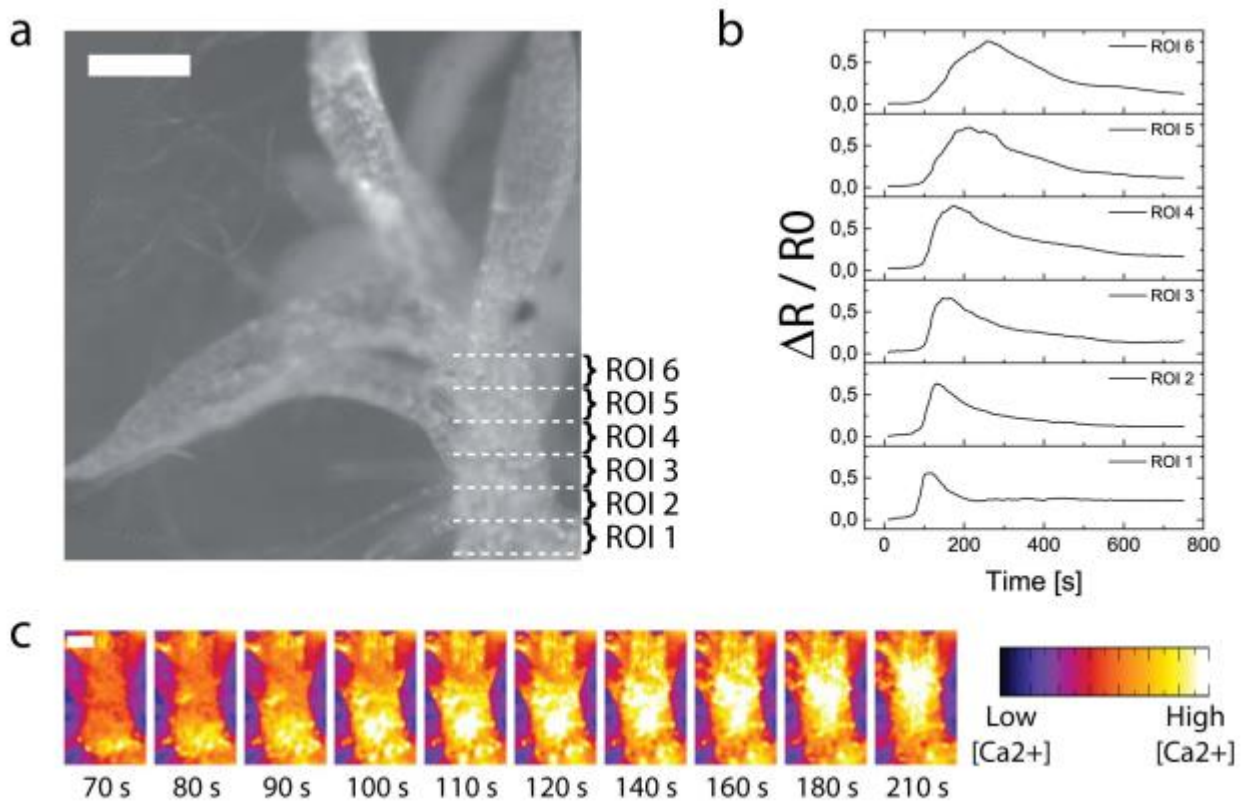 a
ROI 6
ROI 5
ROI 4
ROI 3
ROI 2
ROI 1
b
ΔR / R0
0,5
0,0
ROI 6
0,5
0,0
ROI 5
0,5
0,0
ROI 4
0,5
0,0
ROI 3
0,5
0,0
ROI 2
0,5
0,0
ROI 1
0 200 400 600 800
Time [s]
c
70 s 80 s 90 s 100 s 110 s 120 s 140 s 160 s 180 s 210 s
Low High
[Ca2+] [Ca2+]